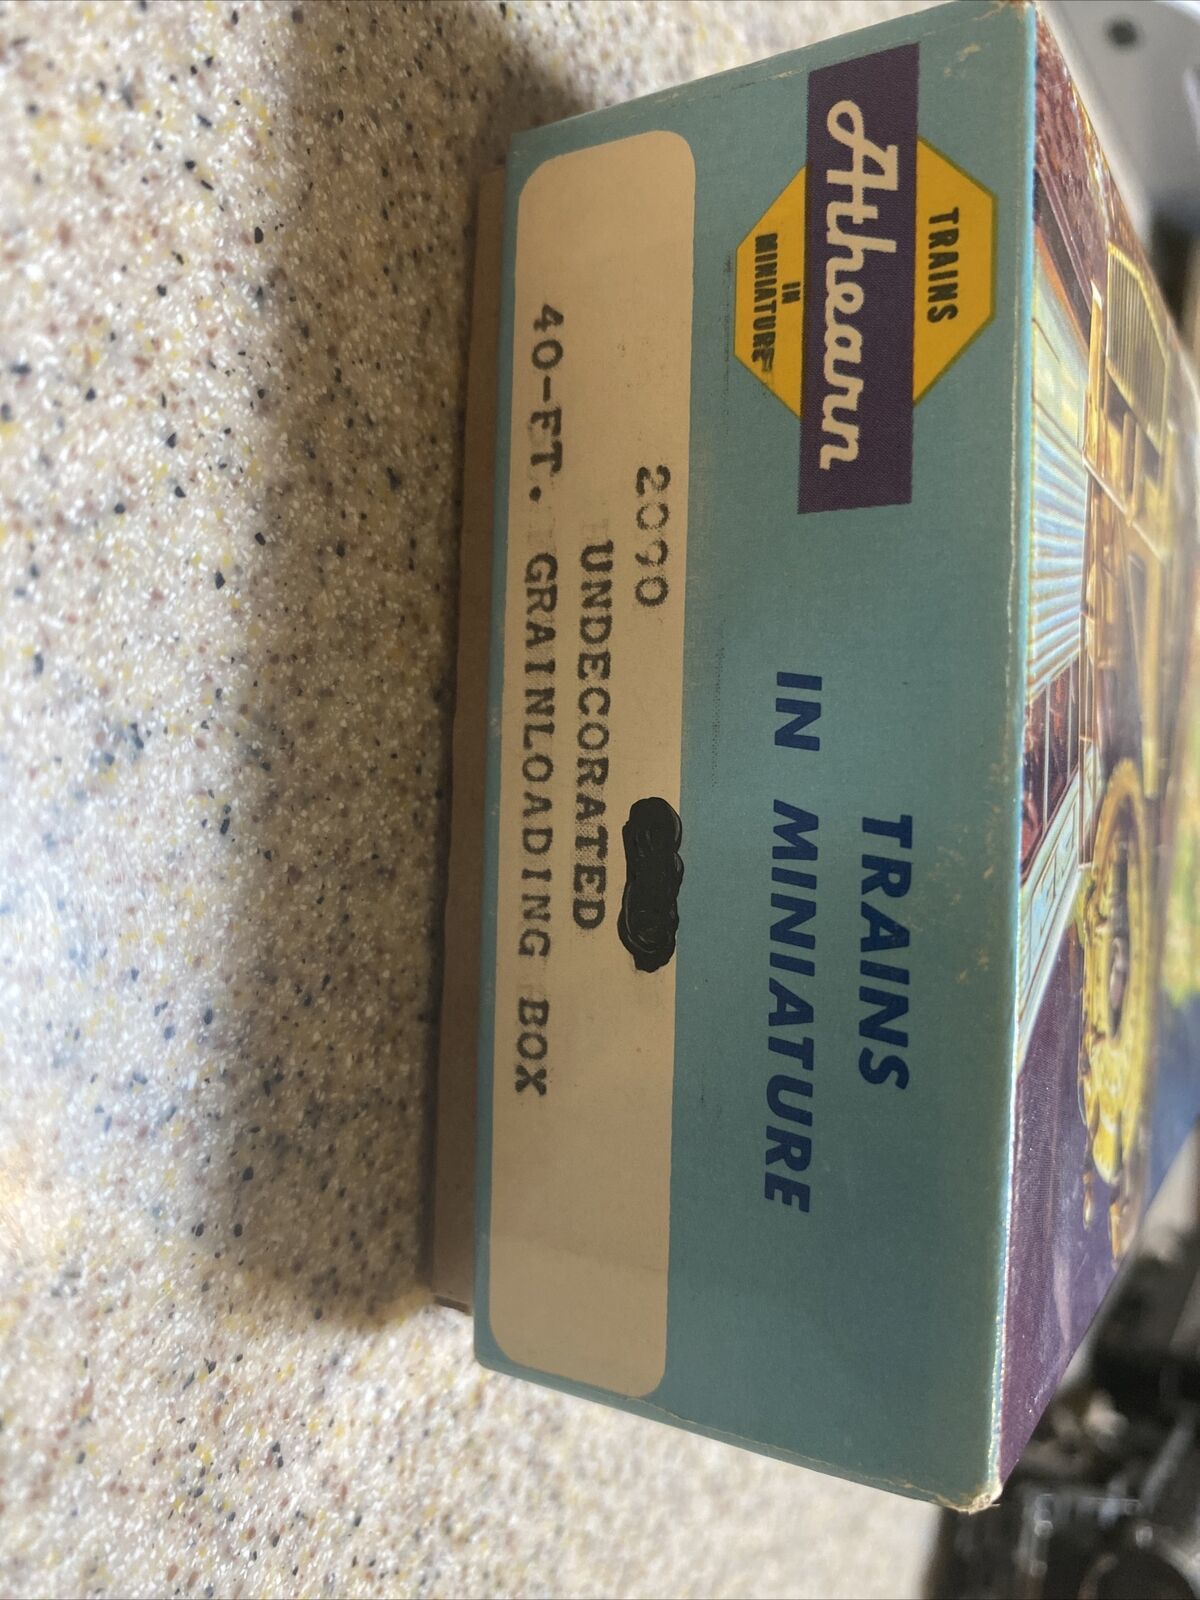 TRAINS
Athearn
IN
MINIATURE
TRAINS
IN MINIATURE
2090
UNDECORATED
40-FT. GRAINLOADING BOX